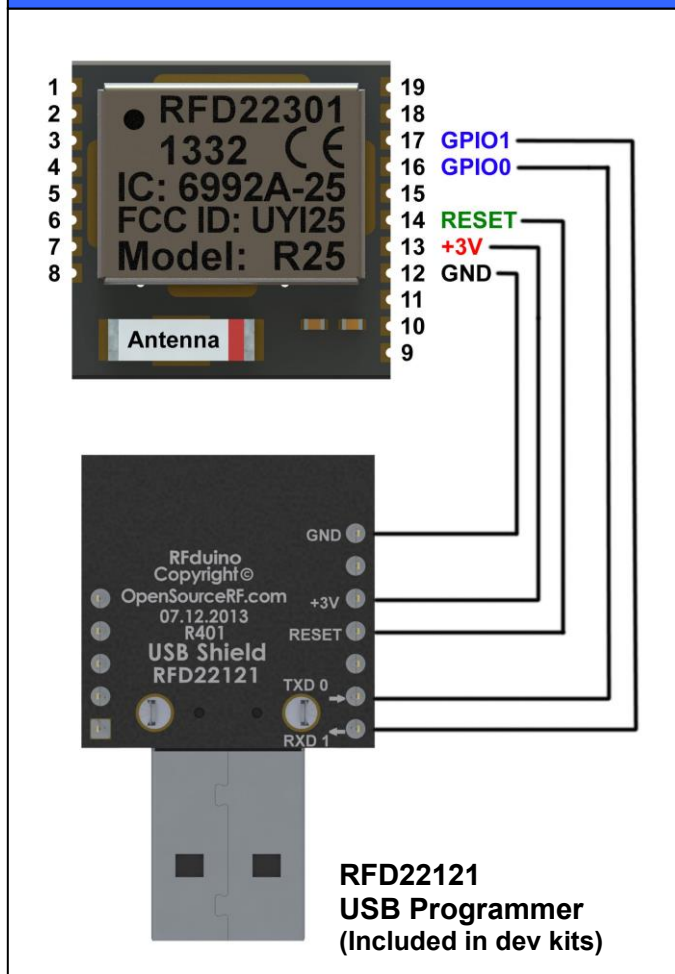 1
2
3
4
5
6
7
8
RFD22301
1332 CE
IC: 6992A-25
FCC ID: UYI25
Model: R25
Antenna
19
18
17 GPIO1
16 GPIO0
15
14 RESET
13 +3V
12 GND
11
10
9
RFduino
Copyright©
OpenSourceRF.com
07.12.2013
R401
USB Shield
RFD22121
GND
+3V
RESET
TXD 0
RXD 1
RFD22121
USB Programmer
(Included in dev kits)